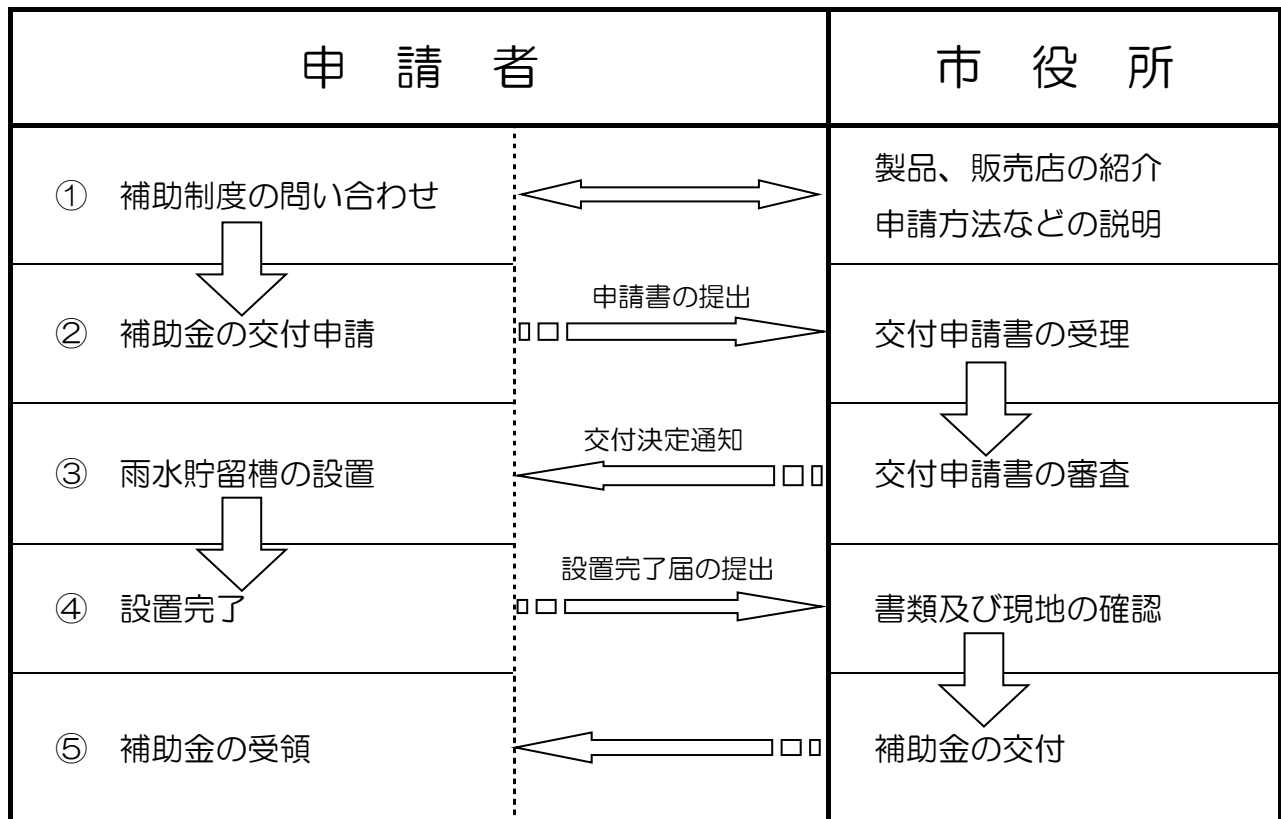 申請者
市役所
① 補助制度の問い合わせ
製品、販売店の紹介
申請方法などの説明
② 補助金の交付申請
申請書の提出
交付申請書の受理
③ 雨水貯留槽の設置
交付決定通知
交付申請書の審査
④ 設置完了
設置完了届の提出
書類及び現地の確認
⑤ 補助金の受領
補助金の交付